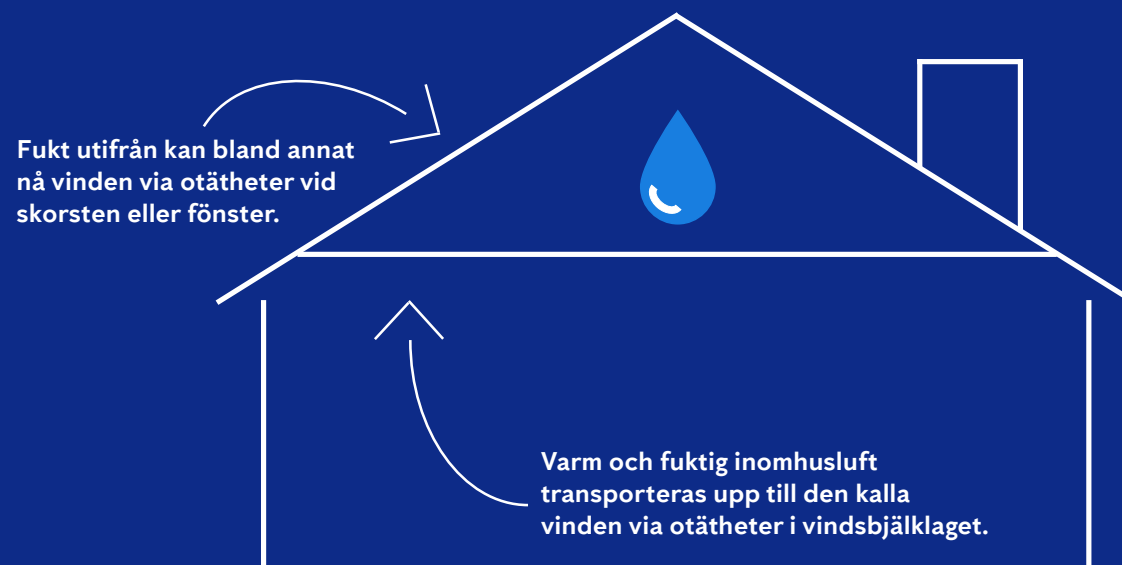 Fukt utifrån kan bland annat
nå vinden via otätheter vid
skorsten eller fönster.
Varm och fuktig inomhusluft
transporteras upp till den kalla
vinden via otätheter i vindsbjälklaget.